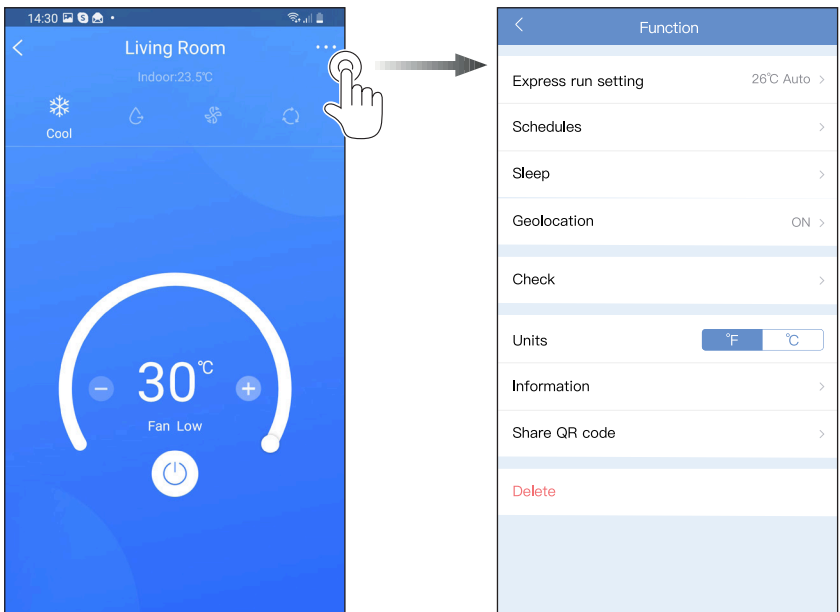 14:30
Living Room
Indoor:23.5℃
Cool
30℃
Fan Low
Function
Express run setting 26℃ Auto
Schedules
Sleep
Geolocation ON
Check
Units ℉ ℃
Information
Share QR code
Delete